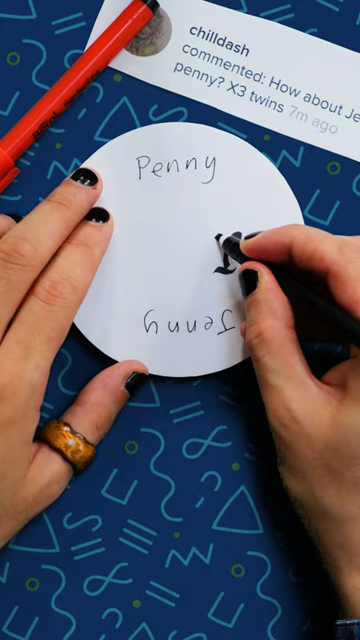 chilldash
commented: How about Je
penny? X3 twins 7m ago
Penny
Jenny